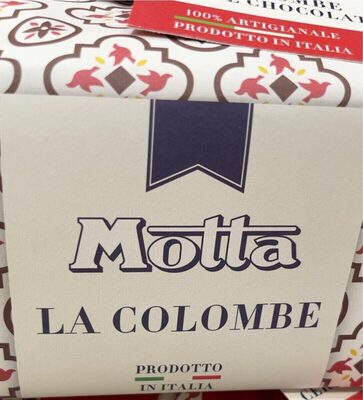 100% ARTIGIANALE
PRODOTTO IN ITALIA
Motta
LA COLOMBE
PRODOTTO
IN ITALIA